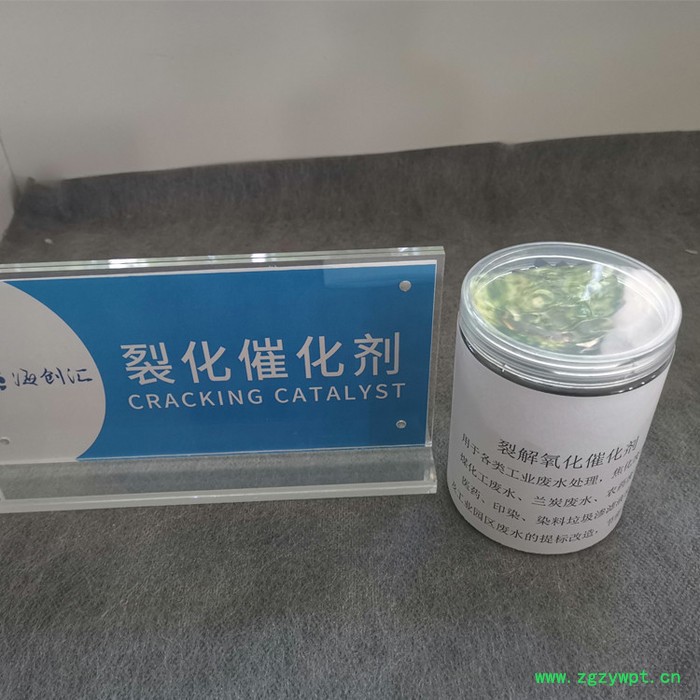 海创汇
裂化催化剂
CRACKING CATALYST
裂解氧化催化剂
用于各类工业废水处理，焦化
煤化工废水、兰炭废水、农药
医药、印染、染料垃圾渗滤液
工业园区废水的提标改造，
www.zgzywpt.cn